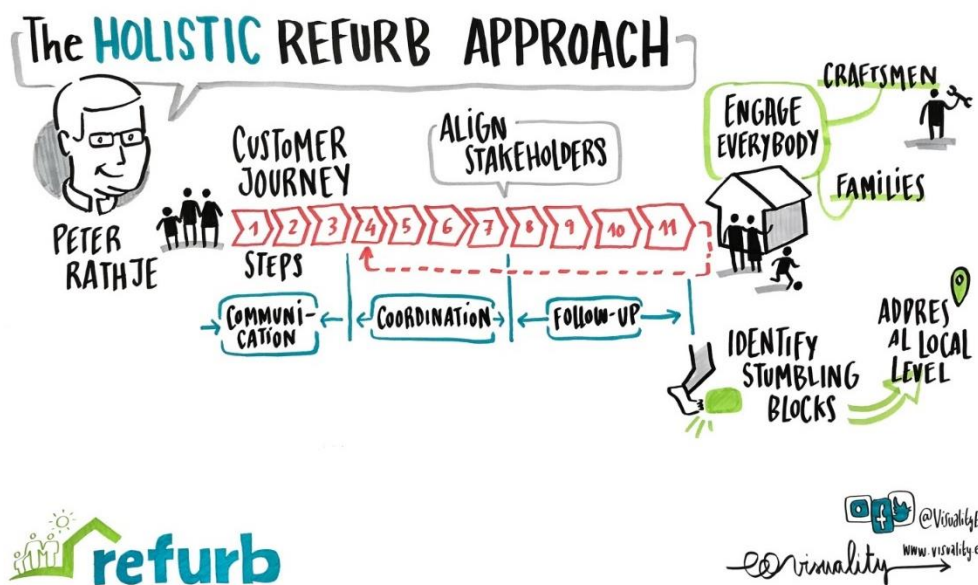 The HOLISTIC REFURB APPROACH
PETER
RATHJE
CUSTOMER
JOURNEY
1 2 3 4 5 6 7 8 9 10 11
STEPS
ALIGN
STAKEHOLDERS
ENGAGE
EVERYBODY
CRAFTSMEN
FAMILIES
COMMUNI-
CATION
COORDINATION
FOLLOW-UP
IDENTIFY
STUMBLING
BLOCKS
ADDRES
AL LOCAL
LEVEL
refurb
visuality
@VisualityE
www.visuality.e